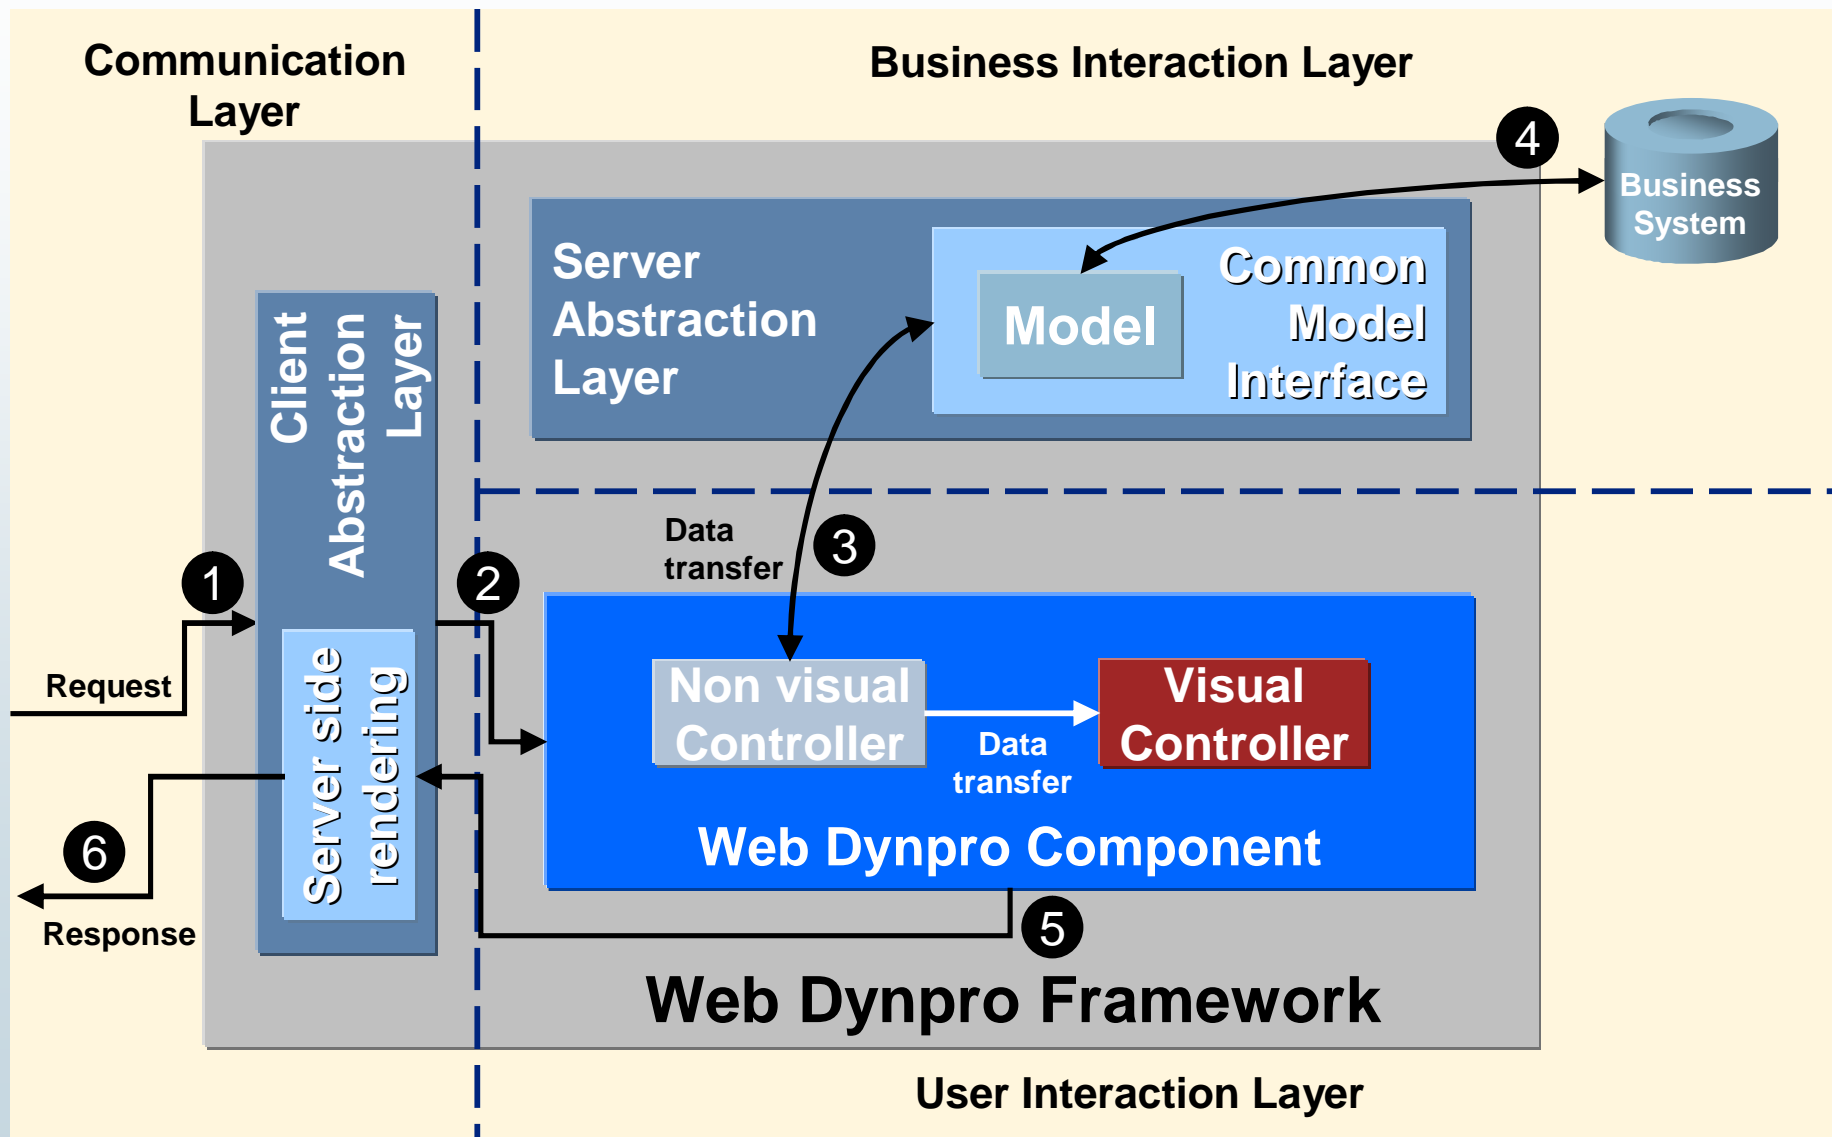 Communication
Layer
Business Interaction Layer
4
Business
System
Server
Abstraction
Layer
Model
Common
Model
Interface
Client
Abstraction
Layer
Data
transfer
3
1
2
Request
Server side
rendering
Non visual
Controller
Data
transfer
Visual
Controller
Web Dynpro Component
6
Response
5
Web Dynpro Framework
User Interaction Layer